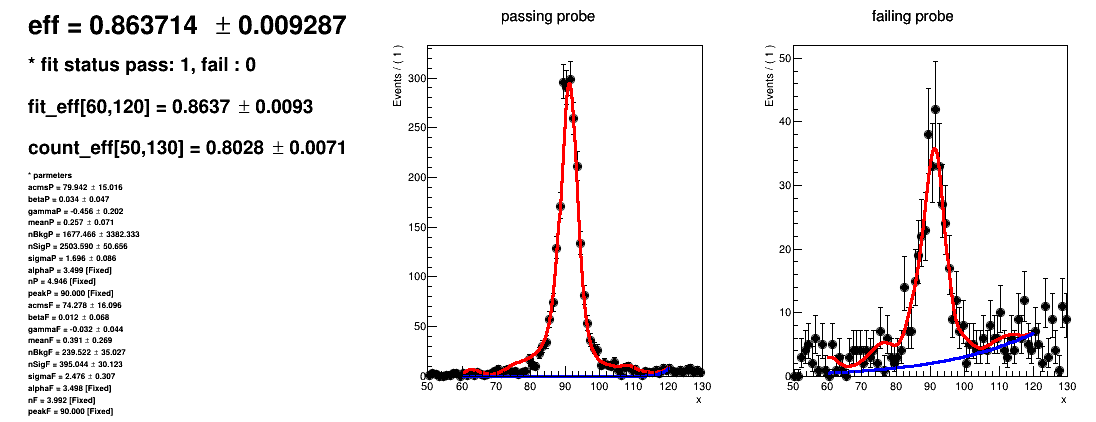 eff = 0.863714 ± 0.009287
* fit status pass: 1, fail : 0
fit_eff[60,120] = 0.8637 ± 0.0093
count_eff[50,130] = 0.8028 ± 0.0071
* parmeters
acmsP = 79.942 ± 15.016
betaP = 0.034 ± 0.047
gammaP = -0.456 ± 0.202
meanP = 0.257 ± 0.071
nBkgP = 1677.466 ± 3382.333
nSigP = 2503.590 ± 50.656
sigmaP = 1.696 ± 0.086
alphaP = 3.499 [Fixed]
nP = 4.946 [Fixed]
peakP = 90.000 [Fixed]
acmsF = 74.278 ± 16.096
betaF = 0.012 ± 0.068
gammaF = -0.032 ± 0.044
meanF = 0.391 ± 0.269
nBkgF = 239.522 ± 35.027
nSigF = 395.044 ± 30.123
sigmaF = 2.476 ± 0.307
alphaF = 3.498 [Fixed]
nF = 3.992 [Fixed]
peakF = 90.000 [Fixed]
passing probe
Events / ( 1 )
300
250
200
150
100
50
0
50 60 70 80 90 100 110 120 130
x
failing probe
Events / ( 1 )
50
40
30
20
10
0
50 60 70 80 90 100 110 120 130
x